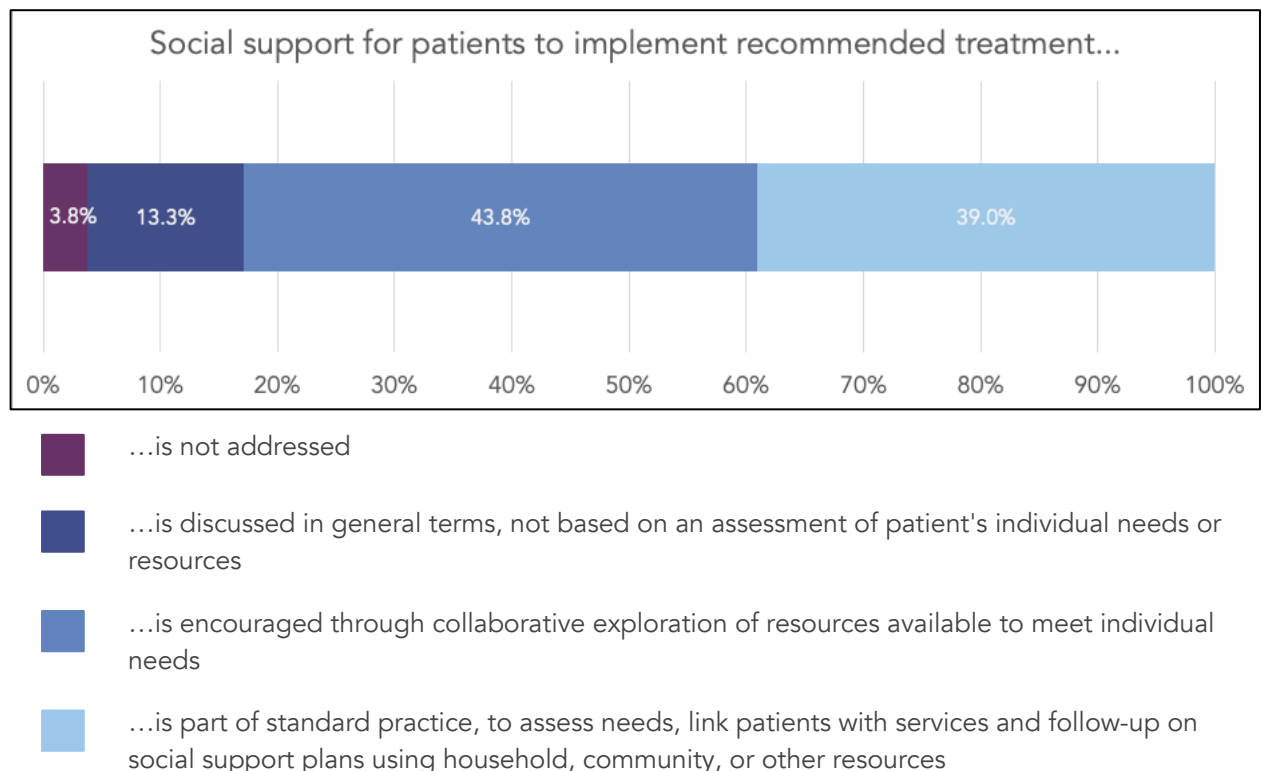 Social support for patients to implement recommended treatment...
3.8%
13.3%
43.8%
39.0%
0%
10%
20%
30%
40%
50%
60%
70%
80%
90%
100%
…is not addressed
…is discussed in general terms, not based on an assessment of patient's individual needs or
resources
…is encouraged through collaborative exploration of resources available to meet individual
needs
…is part of standard practice, to assess needs, link patients with services and follow-up on
social support plans using household, community, or other resources